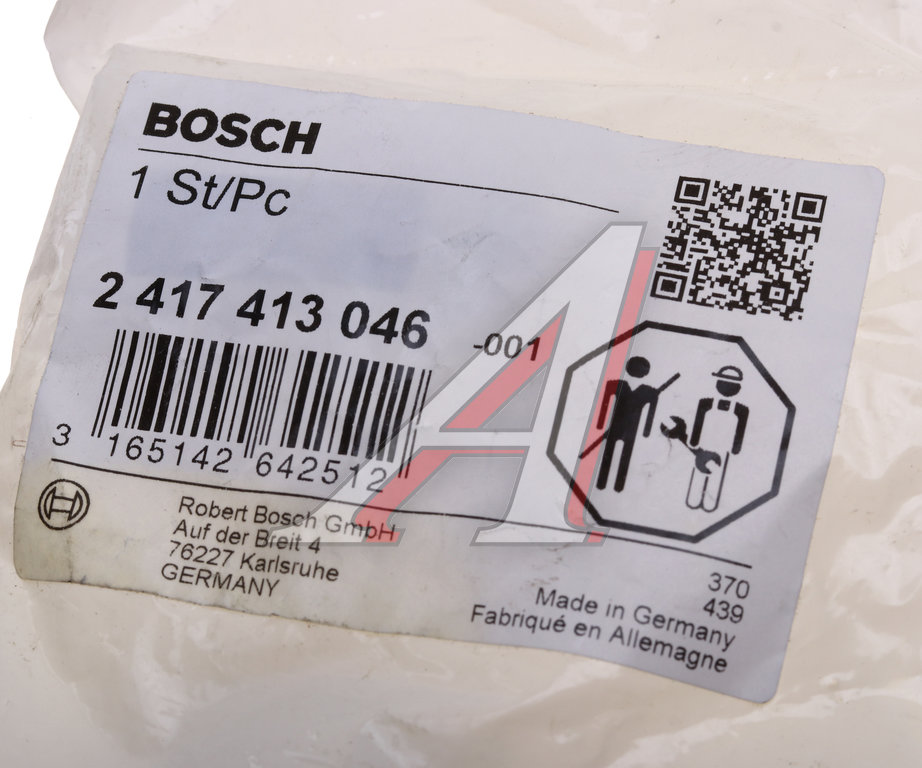 BOSCH
1 St/Pc
2 417 413 046 -001
3 165142 642512
Robert Bosch GmbH
Auf der Breit 4
76227 Karlsruhe
GERMANY
370
439
Made in Germany
Fabriqué en Allemagne